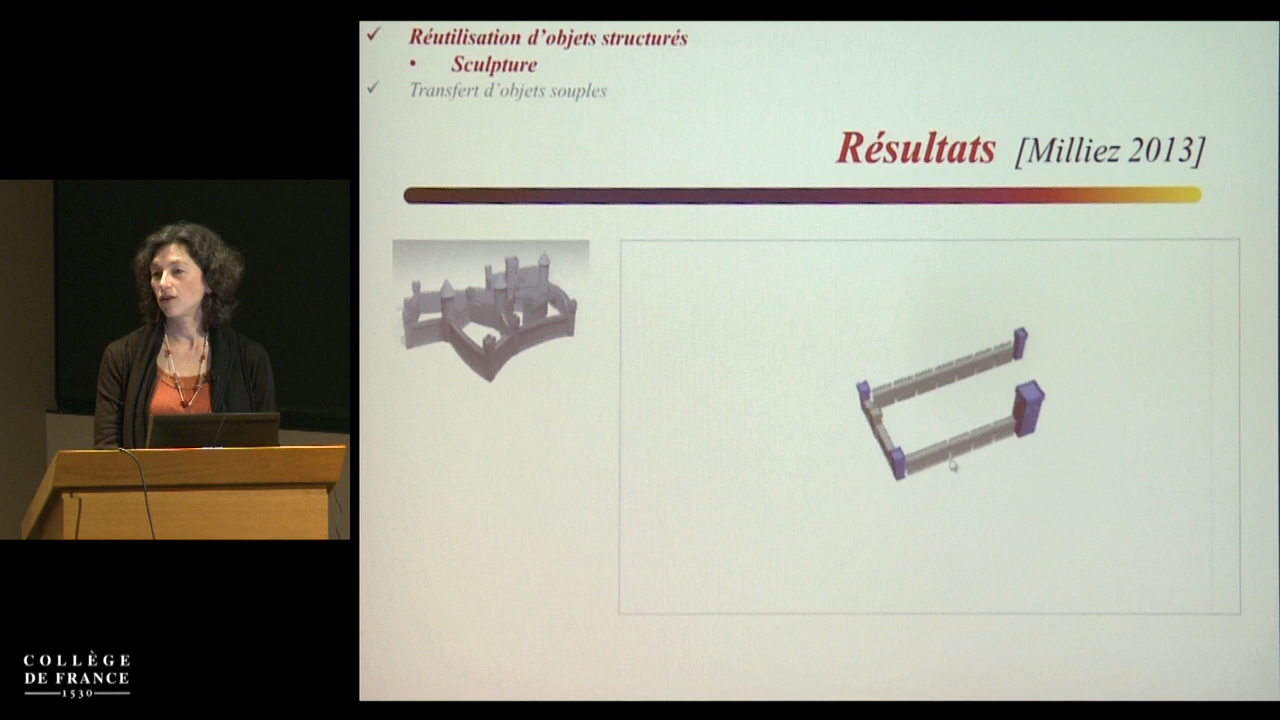 ✓ Réutilisation d'objets structurés
• Sculpture
✓ Transfert d'objets souples
Résultats [Milliez 2013]
COLLÈGE
DE FRANCE
1530